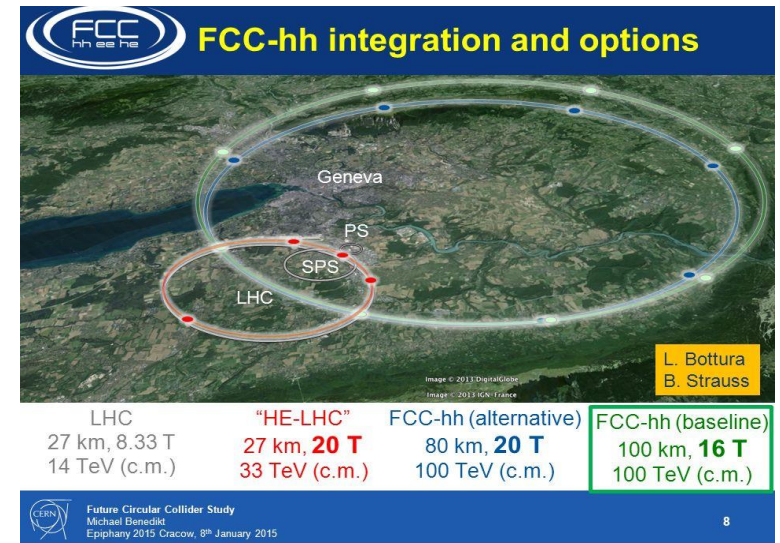 FCC
hh ee he
FCC-hh integration and options
Geneva
PS
SPS
LHC
L. Bottura
B. Strauss
Image © 2013 DigitalGlobe
Image © 2013 IGN-France
LHC
27 km, 8.33 T
14 TeV (c.m.)
“HE-LHC”
27 km, 20 T
33 TeV (c.m.)
FCC-hh (alternative)
80 km, 20 T
100 TeV (c.m.)
FCC-hh (baseline)
100 km, 16 T
100 TeV (c.m.)
CERN
Future Circular Collider Study
Michael Benedikt
Epiphany 2015 Cracow, 8th January 2015
8